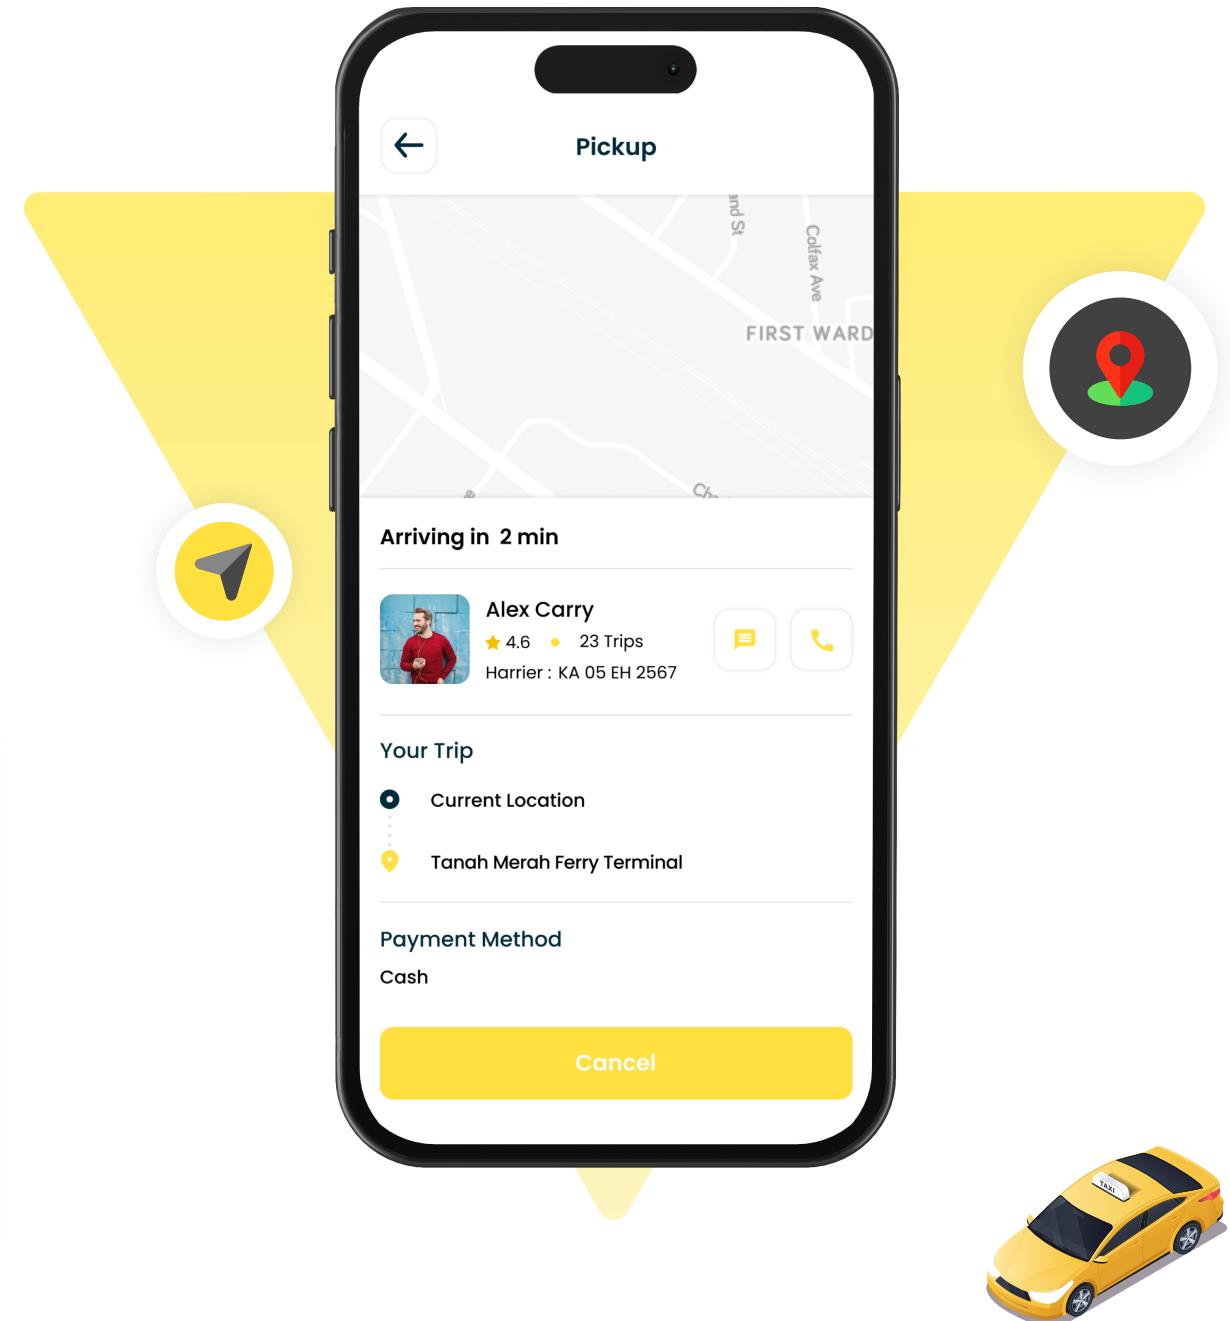 Pickup
and St
Colfax Ave
FIRST WARD
Arriving in 2 min
Alex Carry
4.6
23 Trips
Harrier : KA 05 EH 2567
Your Trip
Current Location
Tanah Merah Ferry Terminal
Payment Method
Cash
Cancel
TAXI